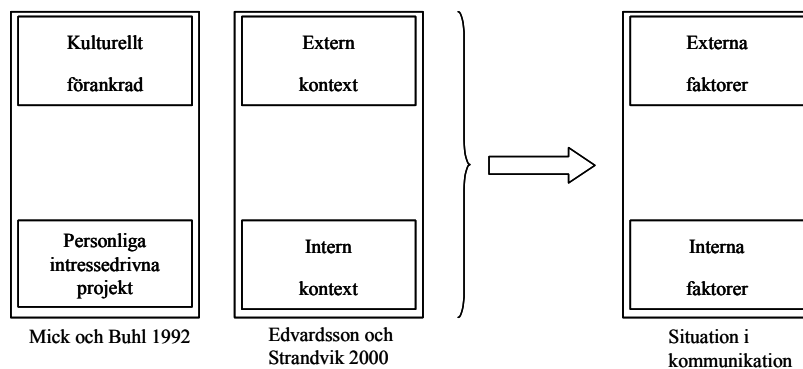 Kulturellt
förankrad
Personliga
intressedrivna
projekt
Mick och Buhl 1992
Extern
kontext
Intern
kontext
Edvardsson och
Strandvik 2000
Externa
faktorer
Interna
faktorer
Situation i
kommunikation